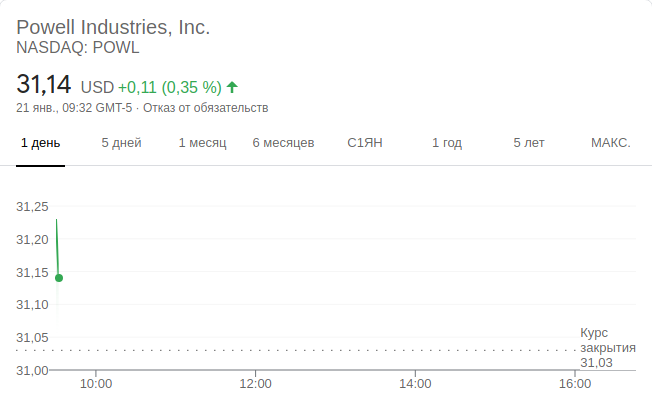 Powell Industries, Inc.
NASDAQ: POWL
31,14 USD +0,11 (0,35 %)
21 янв., 09:32 GMT-5 · Отказ от обязательств
1 день 5 дней 1 месяц 6 месяцев С1ЯН 1 год 5 лет МАКС.
31,25
31,20
31,15
31,10
31,05
31,00
Курс
закрытия
31,03
10:00 12:00 14:00 16:00